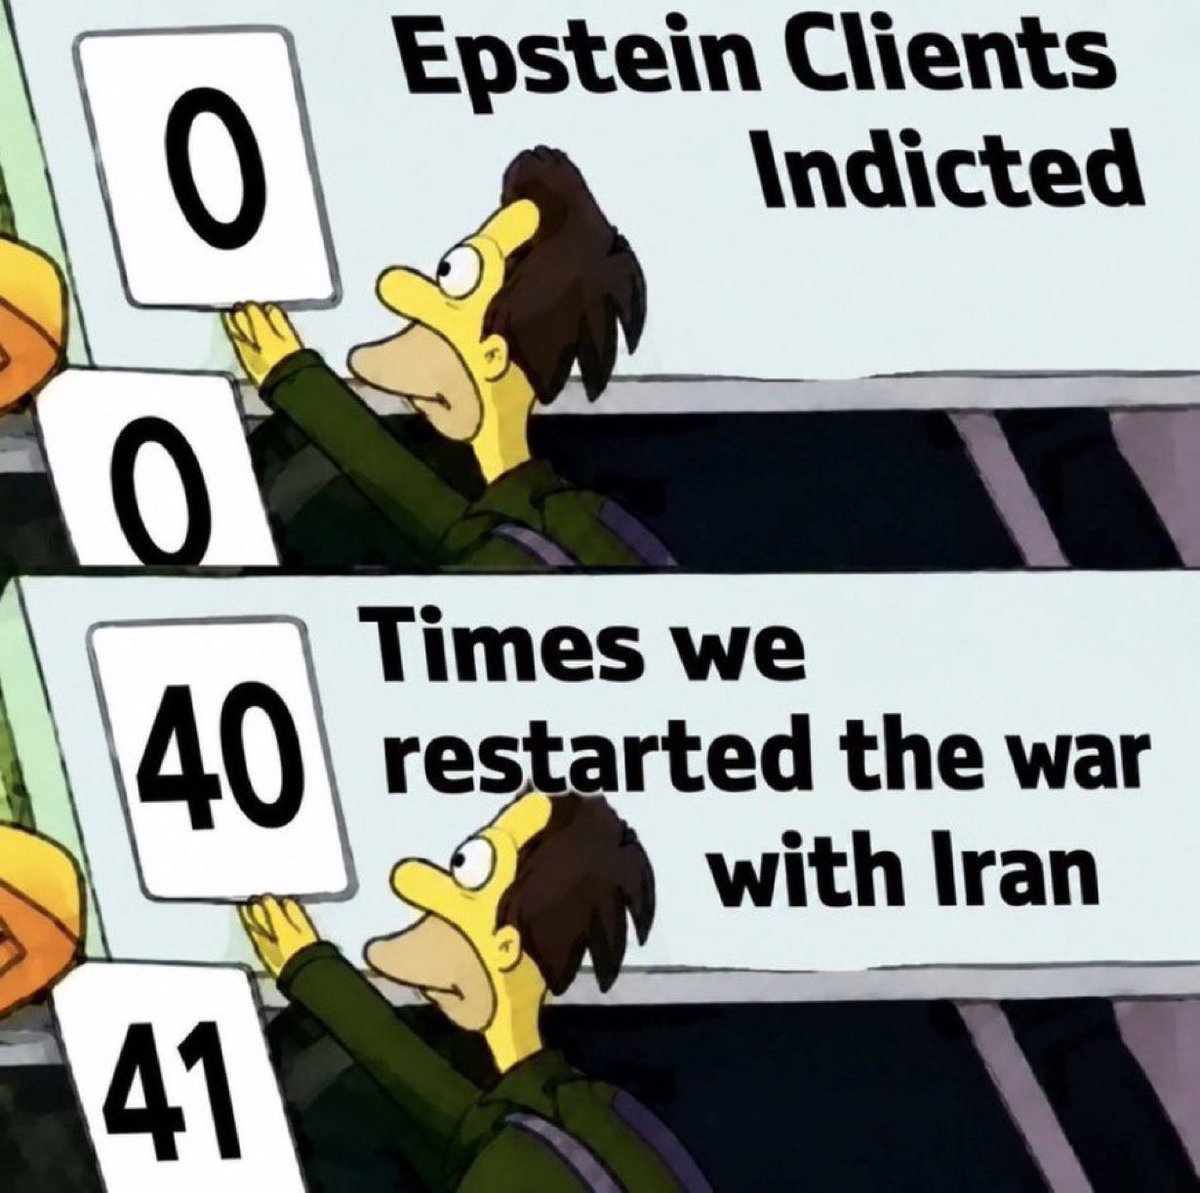 0
Epstein Clients
Indicted
0
40
Times we
restarted the war
with Iran
41